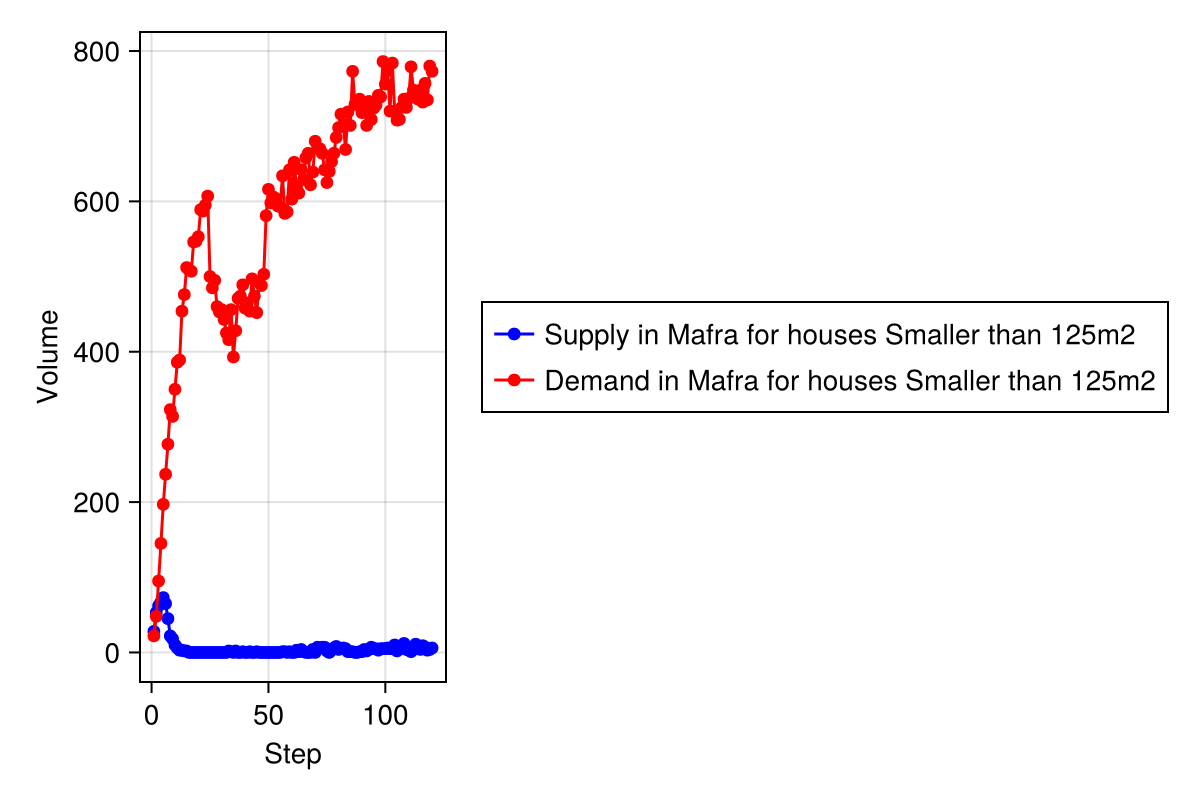 800
600
400
200
0
Volume
0 50 100
Step
Supply in Mafra for houses Smaller than 125m2
Demand in Mafra for houses Smaller than 125m2